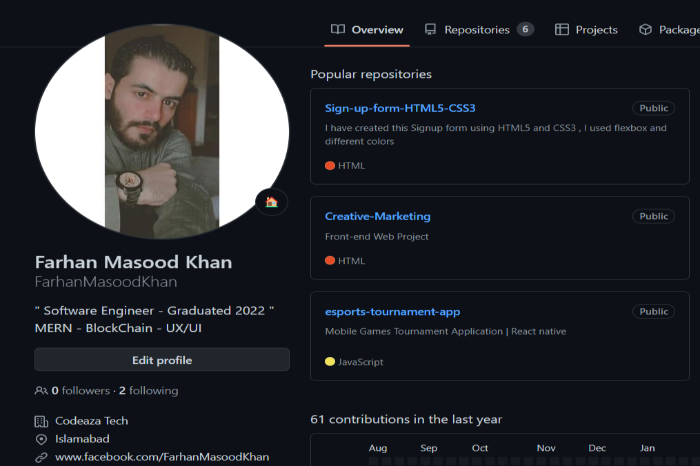 Overview
Repositories 6
Projects
Package
Farhan Masood Khan
FarhanMasoodKhan
" Software Engineer - Graduated 2022 "
MERN - BlockChain - UX/UI
Edit profile
0 followers · 2 following
Codeaza Tech
Islamabad
www.facebook.com/FarhanMasoodKhan
Popular repositories
Sign-up-form-HTML5-CSS3
Public
I have created this Signup form using HTML5 and CSS3 , I used flexbox and
different colors
HTML
Creative-Marketing
Public
Front-end Web Project
HTML
esports-tournament-app
Public
Mobile Games Tournament Application | React native
JavaScript
61 contributions in the last year
Aug Sep Oct Nov Dec Jan